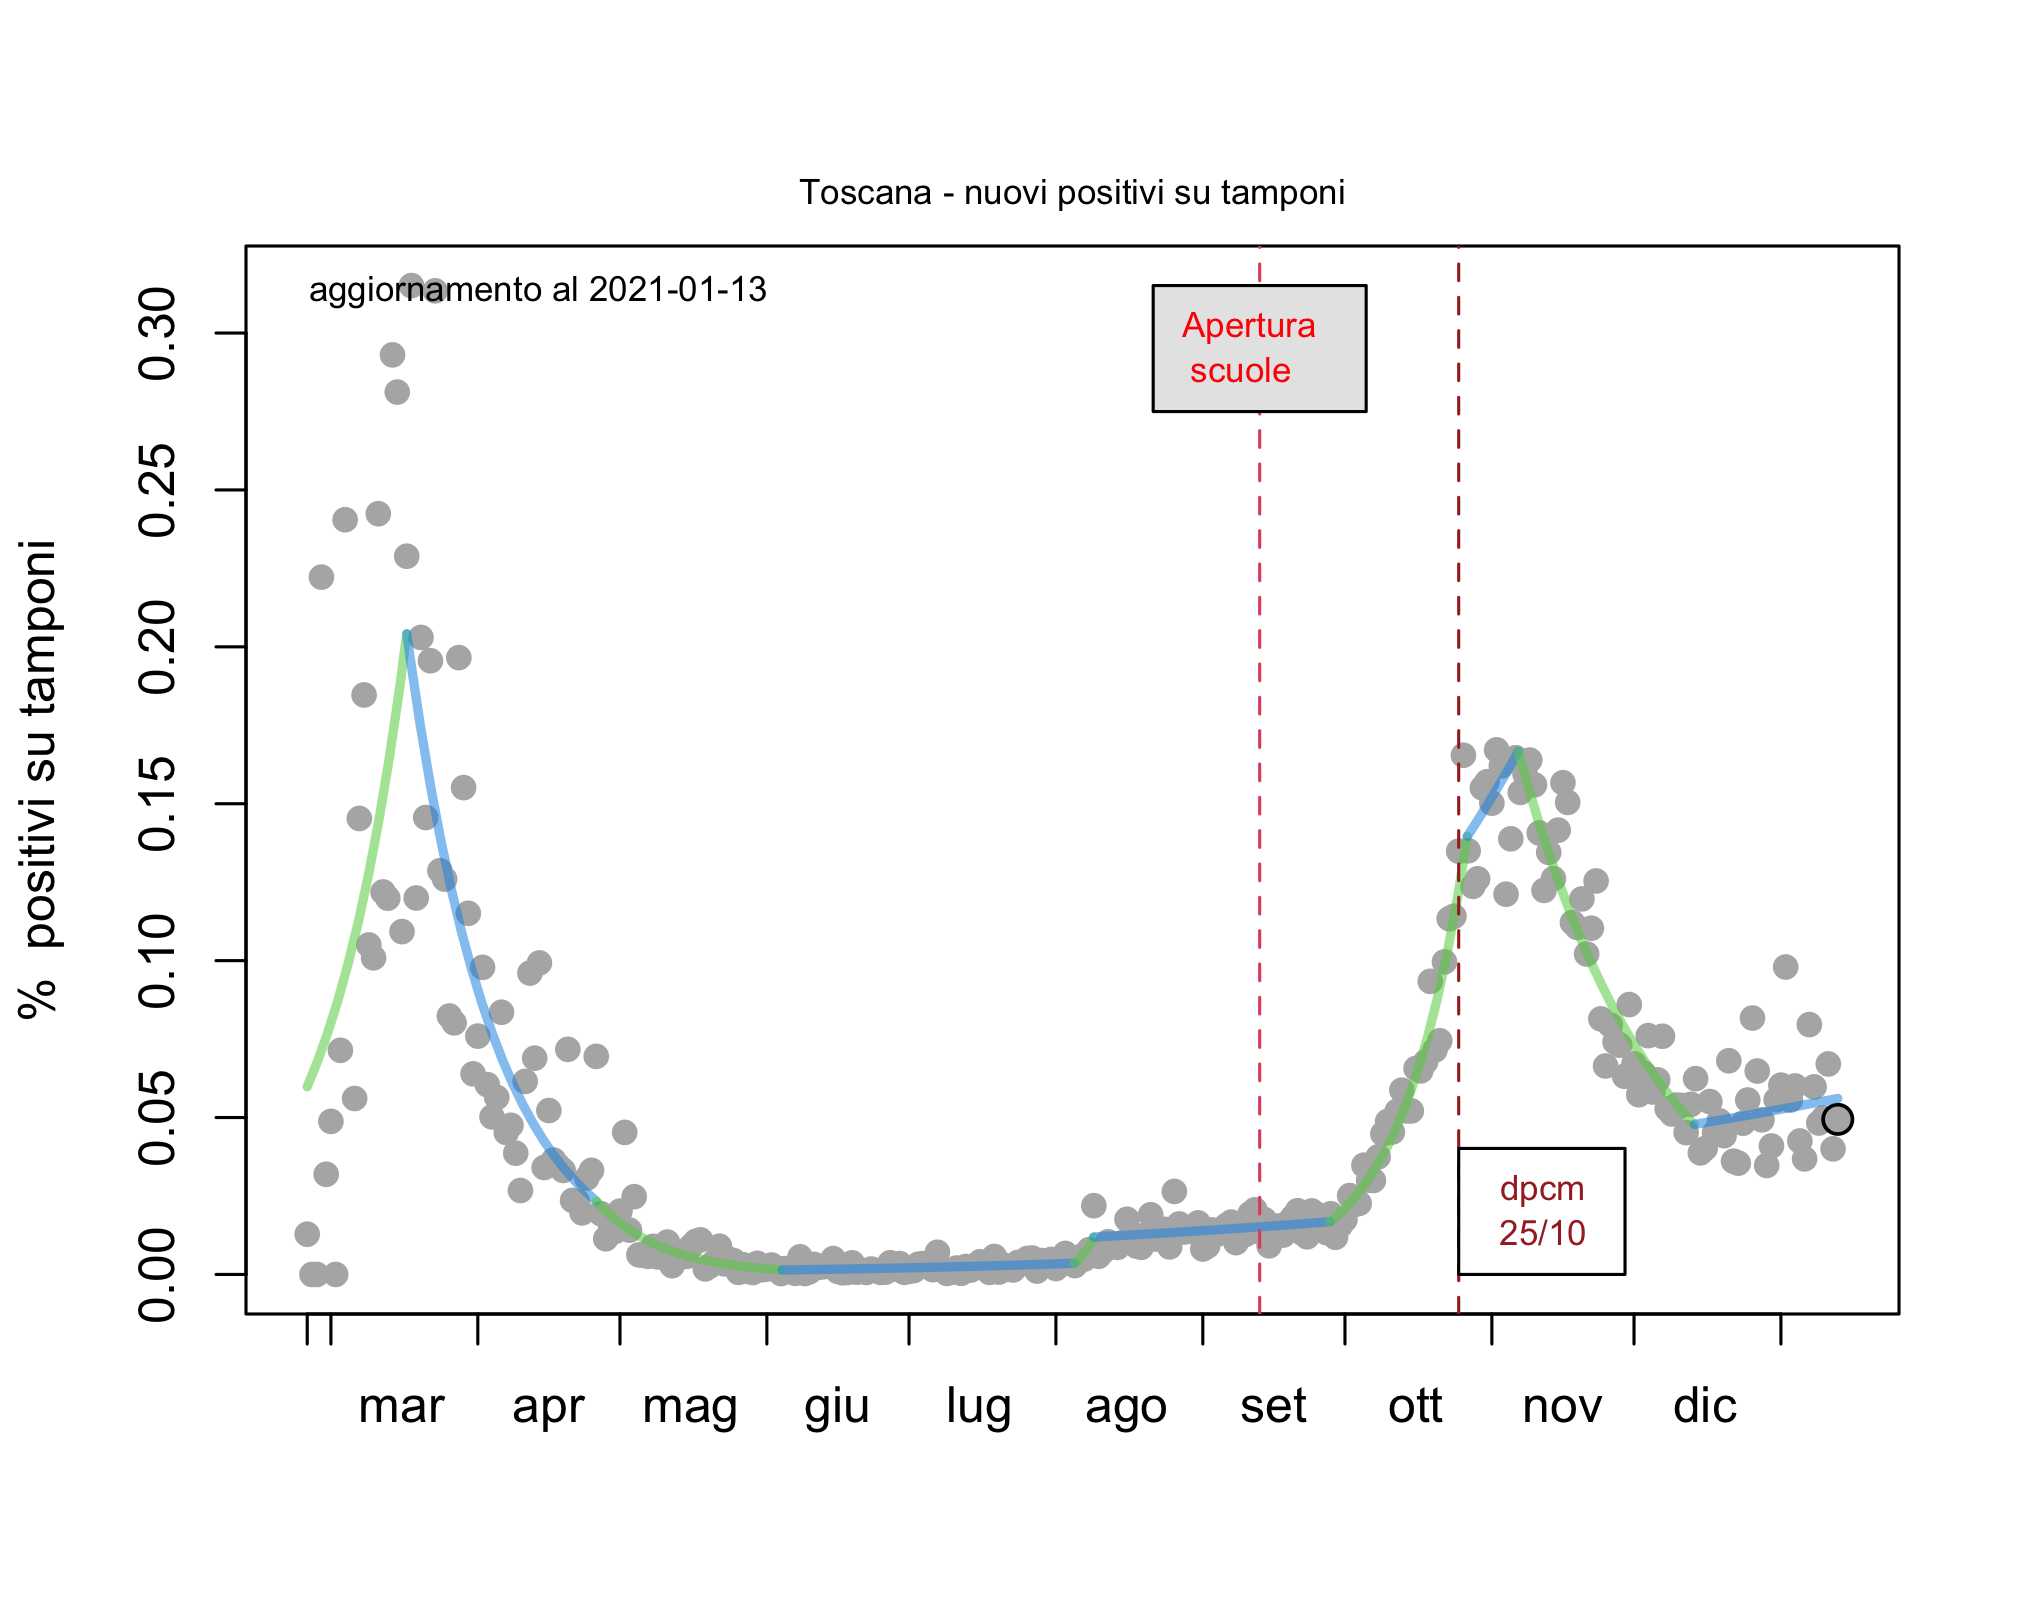 Toscana - nuovi positivi su tamponi
aggiornamento al 2021-01-13
Apertura
scuole
dpcm
25/10
% positivi su tamponi
0.30
0.25
0.20
0.15
0.10
0.05
0.00
mar apr mag giu lug ago set ott nov dic